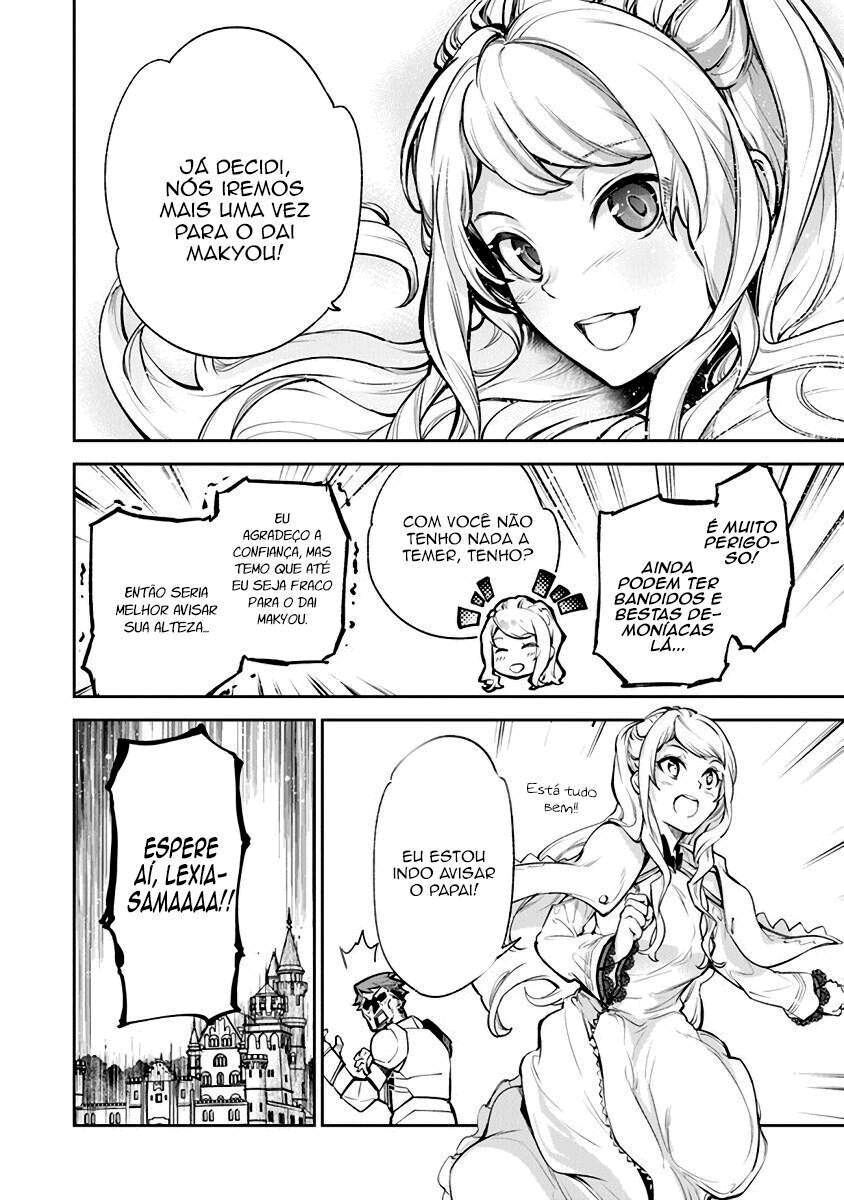 JÁ DECIDI,
NÓS IREMOS
MAIS UMA VEZ
PARA O DAI
MAKYOU!
É MUITO
PERIGO-
SO!
AINDA
PODEM TER
BANDIDOS E
BESTAS DE-
MONÍACAS
LÁ...
COM VOCÊ NÃO
TENHO NADA A
TEMER, TENHO?
EU
AGRADEÇO A
CONFIANÇA, MAS
TEMO QUE ATÉ
EU SEJA FRACO
PARA O DAI
MAKYOU.
ENTÃO SERIA
MELHOR AVISAR
SUA ALTEZA...
Está tudo
bem!!
EU ESTOU
INDO AVISAR
O PAPAI!
ESPERE
AÍ, LEXIA-
SAMAAAA!!